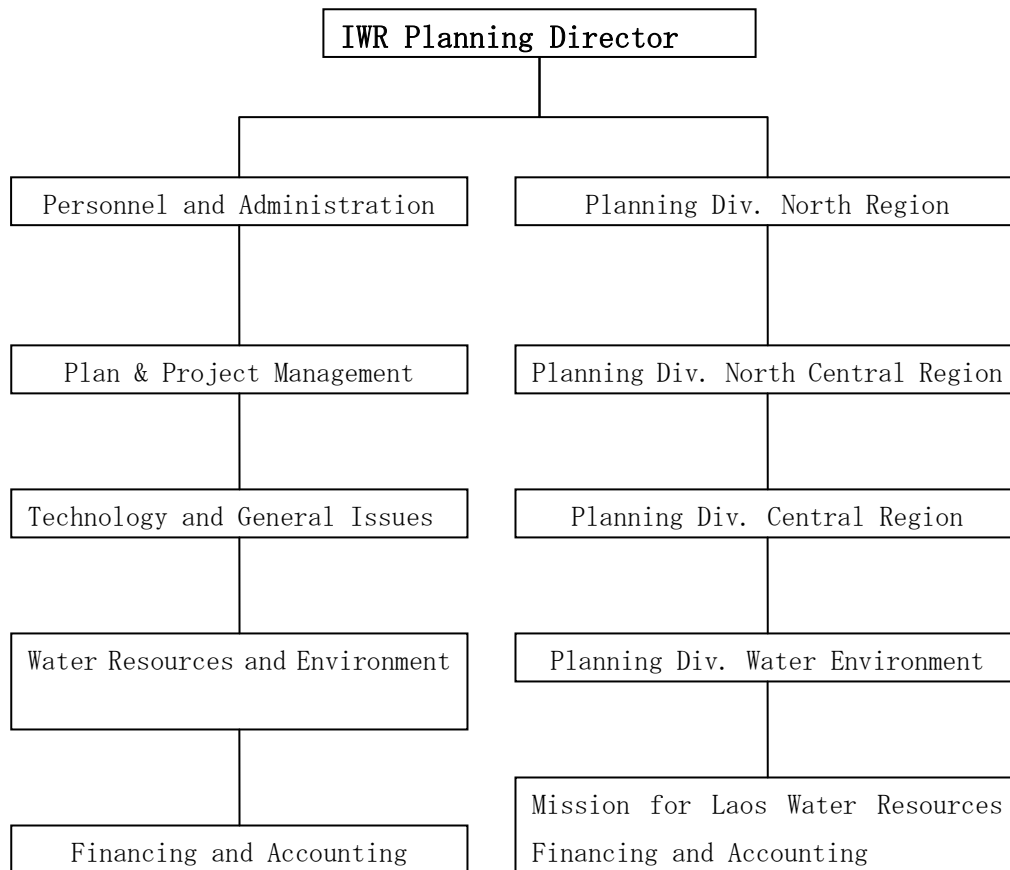 IWR Planning Director
Personnel and Administration
Planning Div. North Region
Plan & Project Management
Planning Div. North Central Region
Technology and General Issues
Planning Div. Central Region
Water Resources and Environment
Planning Div. Water Environment
Mission for Laos Water Resources
Financing and Accounting
Financing and Accounting